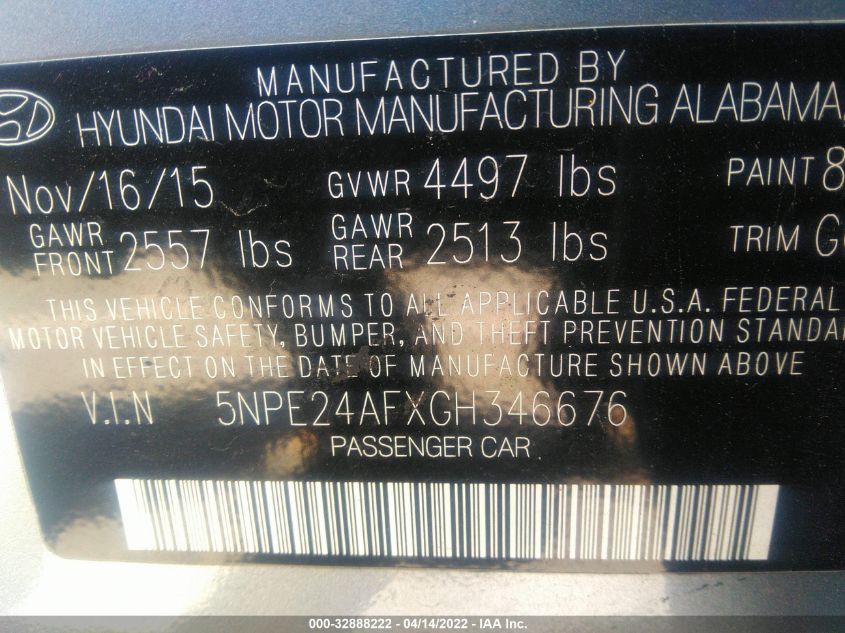 MANUFACTURED BY
HYUNDAI MOTOR MANUFACTURING ALABAMA,
Nov/16/15 GVWR 4497 lbs PAINT 8
GAWR FRONT 2557 lbs GAWR REAR 2513 lbs TRIM G
THIS VEHICLE CONFORMS TO ALL APPLICABLE U.S.A. FEDERAL
MOTOR VEHICLE SAFETY, BUMPER, AND THEFT PREVENTION STANDA
IN EFFECT ON THE DATE OF MANUFACTURE SHOWN ABOVE
V.I.N 5NPE24AFXGH346676
PASSENGER CAR
000-32888222 - 04/14/2022 - IAA Inc.